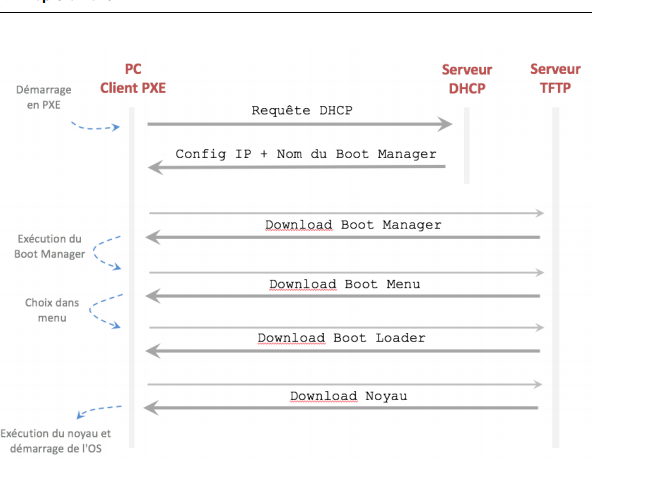 PC
Client PXE
Serveur
DHCP
Serveur
TFTP
Démarrage
en PXE
Requête DHCP
Config IP + Nom du Boot Manager
Download Boot Manager
Exécution du
Boot Manager
Download Boot Menu
Choix dans
menu
Download Boot Loader
Download Noyau
Exécution du noyau et
démarrage de l'OS